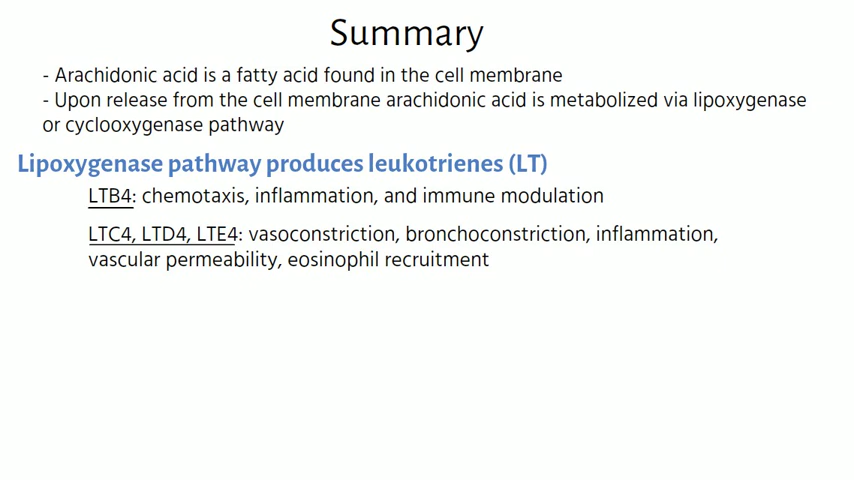 Summary
- Arachidonic acid is a fatty acid found in the cell membrane
- Upon release from the cell membrane arachidonic acid is metabolized via lipoxygenase
or cyclooxygenase pathway
Lipoxygenase pathway produces leukotrienes (LT)
LTB4: chemotaxis, inflammation, and immune modulation
LTC4, LTD4, LTE4: vasoconstriction, bronchoconstriction, inflammation,
vascular permeability, eosinophil recruitment